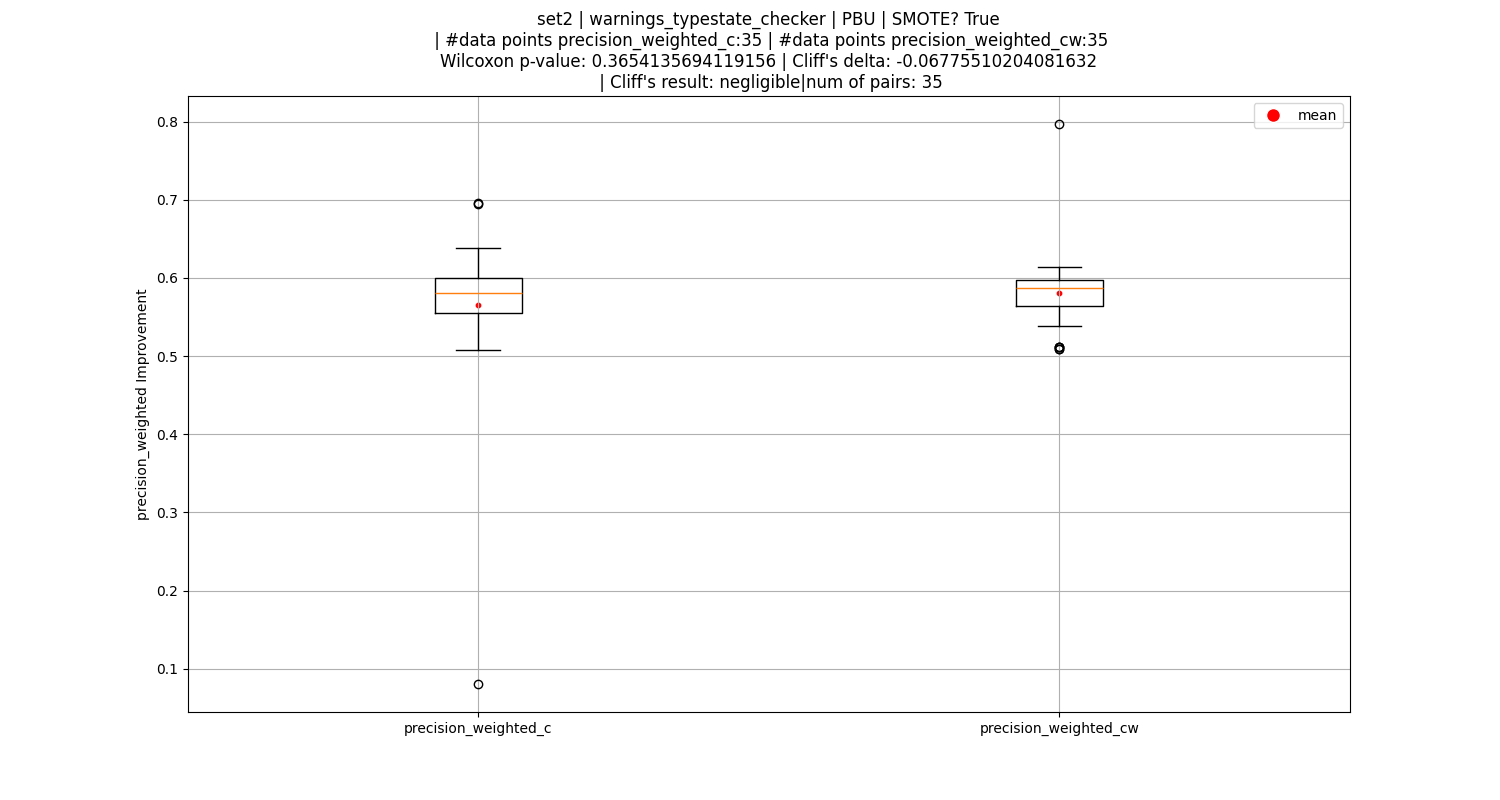 set2 | warnings_typestate_checker | PBU | SMOTE? True
| #data points precision_weighted_c:35 | #data points precision_weighted_cw:35
Wilcoxon p-value: 0.3654135694119156 | Cliff's delta: -0.06775510204081632
| Cliff's result: negligible|num of pairs: 35
mean
0.8
0.7
0.6
0.5
0.4
0.3
0.2
0.1
precision_weighted Improvement
precision_weighted_c
precision_weighted_cw